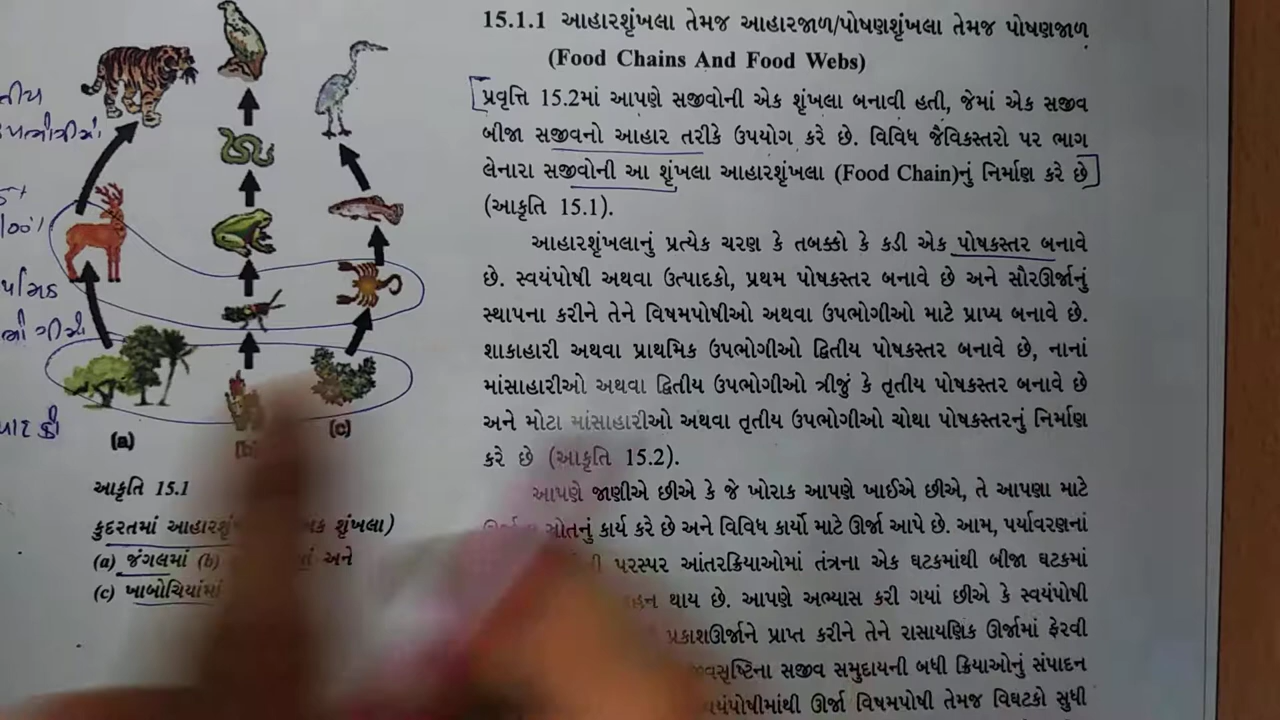 15.1.1 આહારશૃંખલા તેમજ આહારજાળ/પોષણશૃંખલા તેમજ પોષણજાળ
(Food Chains And Food Webs)
પ્રવૃત્તિ 15.2માં આપણે સજીવોની એક શૃંખલા બનાવી હતી, જેમાં એક સજીવ
બીજા સજીવનો આહાર તરીકે ઉપયોગ કરે છે. વિવિધ જૈવિકસ્તરો પર ભાગ
લેનારા સજીવોની આ શૃંખલા આહારશૃંખલા (Food Chain)નું નિર્માણ કરે છે
(આકૃતિ 15.1).
આહારશૃંખલાનું પ્રત્યેક ચરણ કે તબક્કો કે કડી એક પોષકસ્તર બનાવે
છે. સ્વયંપોષી અથવા ઉત્પાદકો, પ્રથમ પોષકસ્તર બનાવે છે અને સૌરઊર્જાનું
સ્થાપના કરીને તેને વિષમપોષીઓ અથવા ઉપભોગીઓ માટે પ્રાપ્ય બનાવે છે.
શાકાહારી અથવા પ્રાથમિક ઉપભોગીઓ દ્વિતીય પોષકસ્તર બનાવે છે, નાનાં
માંસાહારીઓ અથવા દ્વિતીય ઉપભોગીઓ ત્રીજું કે તૃતીય પોષકસ્તર બનાવે છે
અને મોટા માંસાહારીઓ અથવા તૃતીય ઉપભોગીઓ ચોથા પોષકસ્તરનું નિર્માણ
કરે છે (આકૃતિ 15.2).
આપણે જાણીએ છીએ કે જે ખોરાક આપણે ખાઈએ છીએ, તે આપણા માટે
સ્રોતનું કાર્ય કરે છે અને વિવિધ કાર્યો માટે ઊર્જા આપે છે. આમ, પર્યાવરણનાં
પરસ્પર આંતરક્રિયાઓમાં તંત્રના એક ઘટકમાંથી બીજા ઘટકમાં
થાય છે. આપણે અભ્યાસ કરી ગયાં છીએ કે સ્વયંપોષી
પ્રકાશઊર્જાને પ્રાપ્ત કરીને તેને રાસાયણિક ઊર્જામાં ફેરવી
સજીવ સમુદાયની બધી ક્રિયાઓનું સંપાદન
ઊર્જા વિષમપોષી તેમજ વિઘટકો સુધી
(a) (b) (c)
આકૃતિ 15.1
કુદરતમાં શૃંખલા)
(a) જંગલમાં (b) અને
(c) ખાબોચિયાંમાં